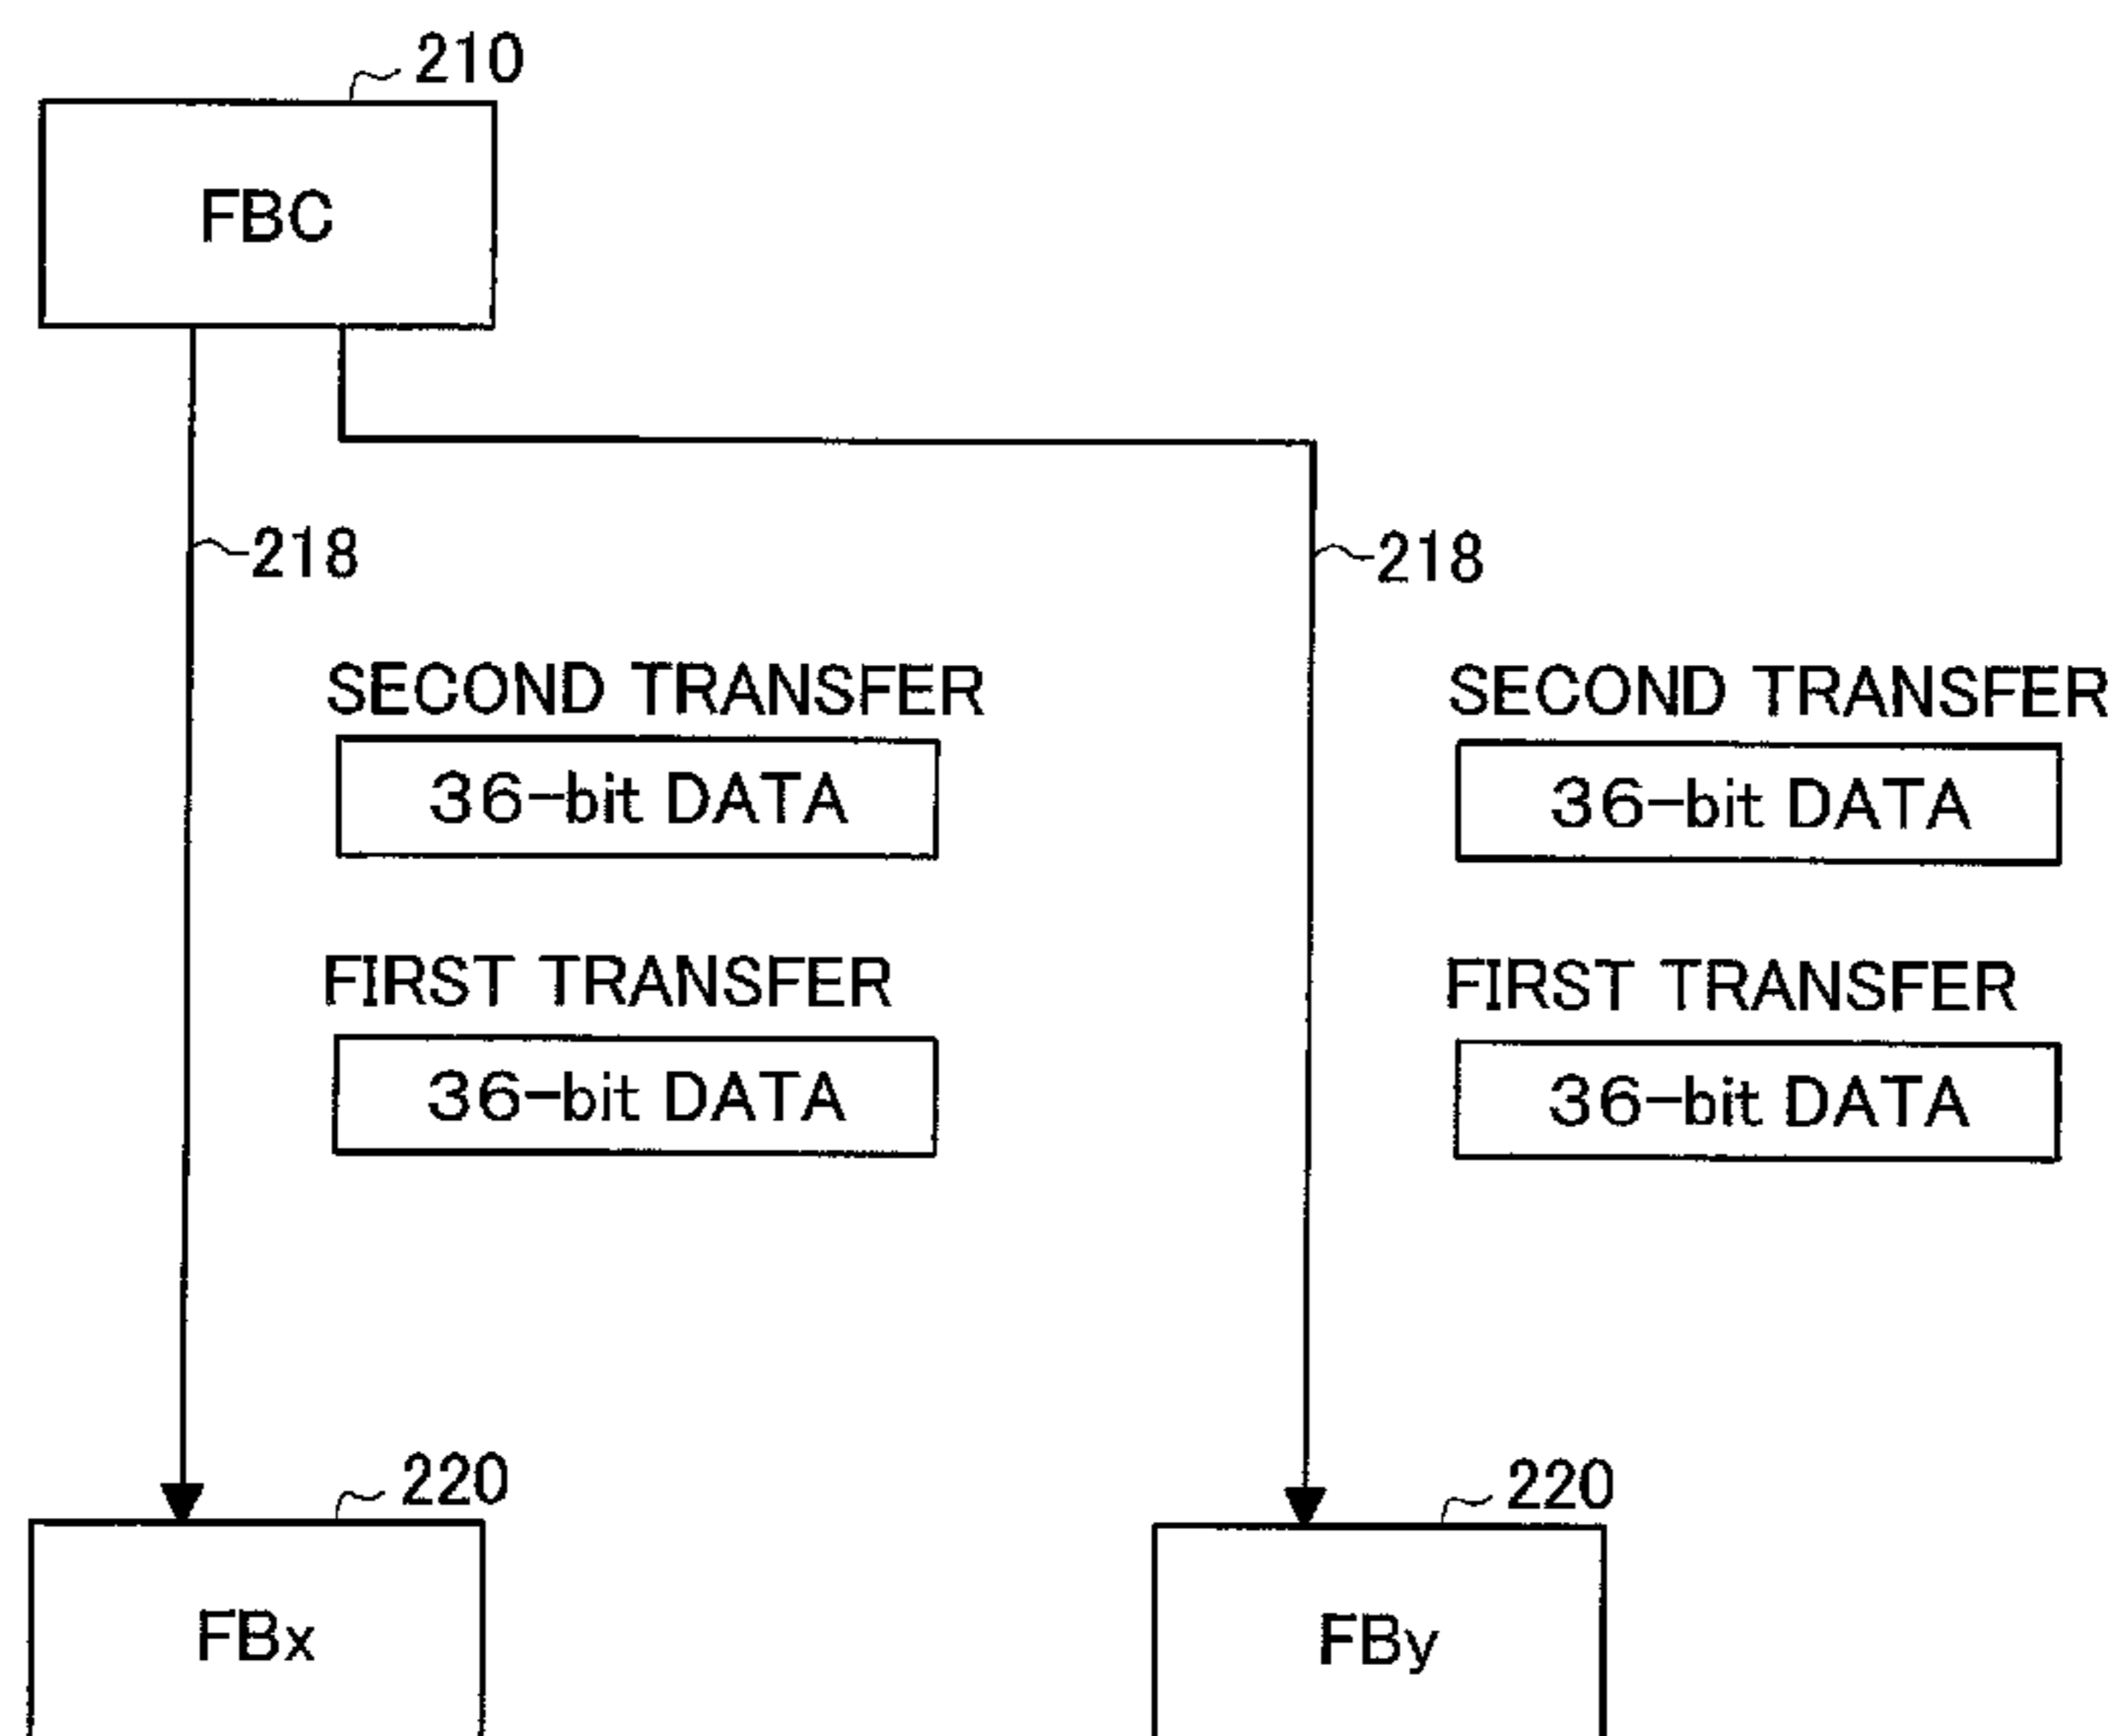 210
FBC
218
218
SECOND TRANSFER
SECOND TRANSFER
36-bit DATA
36-bit DATA
FIRST TRANSFER
FIRST TRANSFER
36-bit DATA
36-bit DATA
220
220
FBx
FBy